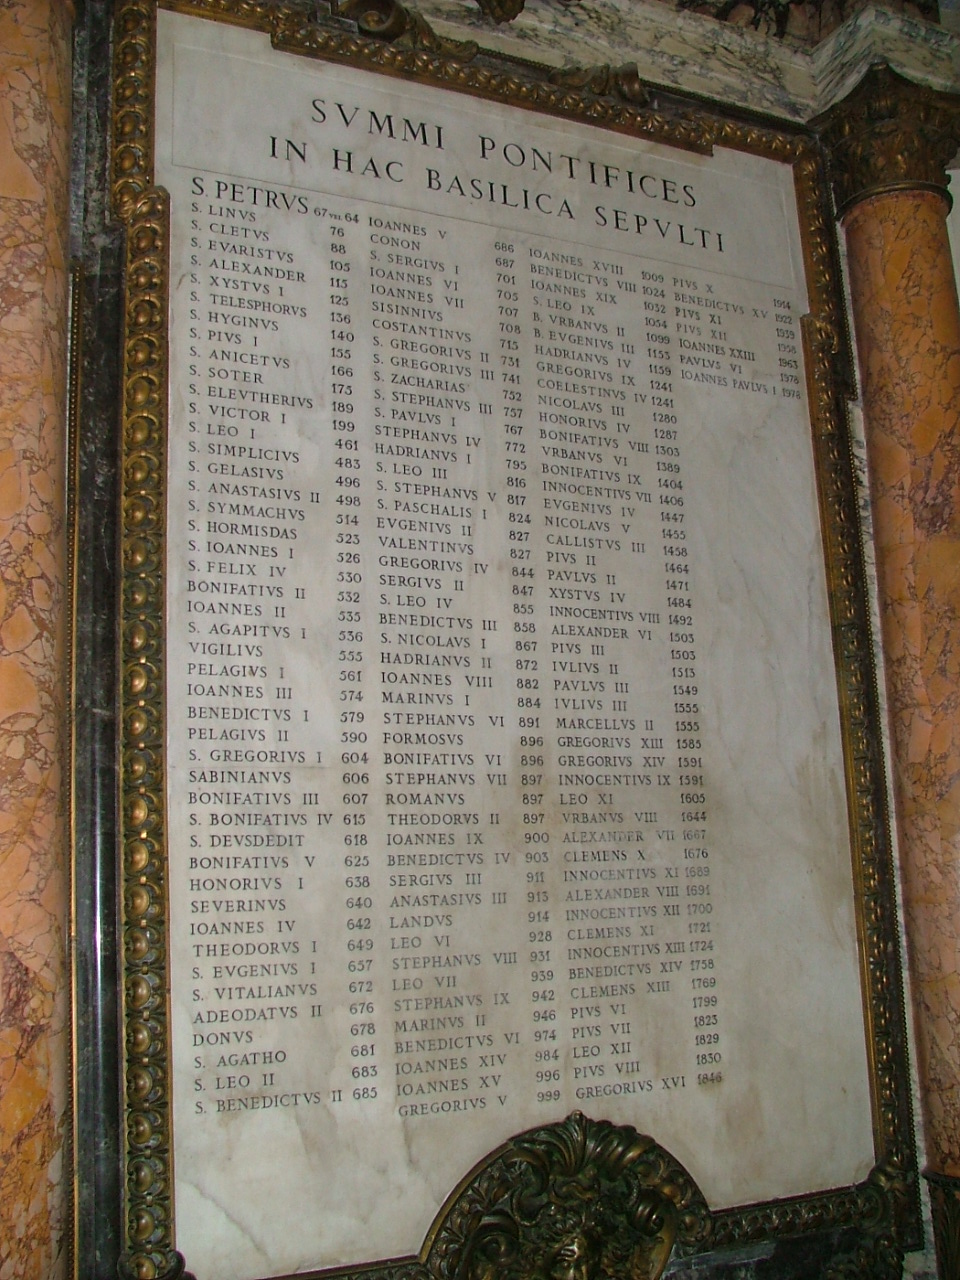 SVMMI PONTIFICES
IN HAC BASILICA SEPVLTI
S. PETRVS 67 VEL 64
S. LINVS 76
S. CLETVS 88
S. EVARISTVS 105
S. ALEXANDER 115
S. XYSTVS I 125
S. TELESPHORVS 136
S. HYGINVS 140
S. PIVS I 155
S. ANICETVS 166
S. SOTER 175
S. ELEVTHERIVS 189
S. VICTOR I 199
S. LEO I 461
S. SIMPLICIVS 483
S. GELASIVS 496
S. ANASTASIVS II 498
S. SYMMACHVS 514
S. HORMISDAS 523
S. IOANNES I 526
S. FELIX IV 530
BONIFATIVS II 532
IOANNES II 535
S. AGAPITVS I 536
VIGILIVS 555
PELAGIVS I 561
IOANNES III 574
BENEDICTVS I 579
PELAGIVS II 590
S. GREGORIVS I 604
SABINIANVS 606
BONIFATIVS III 607
S. BONIFATIVS IV 615
S. DEVSDEDIT 618
BONIFATIVS V 625
HONORIVS I 638
SEVERINVS 640
IOANNES IV 642
THEODORVS I 649
S. EVGENIVS I 657
S. VITALIANVS 672
ADEODATVS II 676
DONVS 678
S. AGATHO 681
S. LEO II 683
S. BENEDICTVS II 685
IOANNES V 686
CONON 687
S. SERGIVS I 701
IOANNES VI 705
IOANNES VII 707
SISINNIVS 708
COSTANTINVS 715
S. GREGORIVS II 731
S. GREGORIVS III 741
S. ZACHARIAS 752
S. STEPHANVS III 757
S. PAVLVS I 767
STEPHANVS IV 772
HADRIANVS I 795
S. LEO III 816
S. STEPHANVS V 817
S. PASCHALIS I 824
EVGENIVS II 827
VALENTINVS 827
GREGORIVS IV 844
SERGIVS II 847
S. LEO IV 855
BENEDICTVS III 858
S. NICOLAVS I 867
HADRIANVS II 872
IOANNES VIII 882
MARINVS I 884
STEPHANVS VI 891
FORMOSVS 896
BONIFATIVS VI 896
STEPHANVS VII 897
ROMANVS 897
THEODORVS II 897
IOANNES IX 900
BENEDICTVS IV 903
SERGIVS III 911
ANASTASIVS III 913
LANDVS 914
LEO VI 928
STEPHANVS VIII 931
LEO VII 939
STEPHANVS IX 942
MARINVS II 946
BENEDICTVS VI 974
IOANNES XIV 984
IOANNES XV 996
GREGORIVS V 999
IOANNES XVIII 1009
BENEDICTVS VIII 1024
IOANNES XIX 1032
S. LEO IX 1054
B. VRBANVS II 1099
B. EVGENIVS III 1153
HADRIANVS IV 1159
GREGORIVS IX 1241
COELESTINVS IV 1241
NICOLAVS III 1280
HONORIVS IV 1287
BONIFATIVS VIII 1303
VRBANVS VI 1389
BONIFATIVS IX 1404
INNOCENTIVS VII 1406
EVGENIVS IV 1447
NICOLAVS V 1455
CALLISTVS III 1458
PIVS II 1464
PAVLVS II 1471
XYSTVS IV 1484
INNOCENTIVS VIII 1492
ALEXANDER VI 1503
PIVS III 1503
IVLIVS II 1513
PAVLVS III 1549
IVLIVS III 1555
MARCELLVS II 1555
GREGORIVS XIII 1585
GREGORIVS XIV 1591
INNOCENTIVS IX 1591
LEO XI 1605
VRBANVS VIII 1644
ALEXANDER VII 1667
CLEMENS X 1676
INNOCENTIVS XI 1689
ALEXANDER VIII 1691
INNOCENTIVS XII 1700
CLEMENS XI 1721
INNOCENTIVS XIII 1724
BENEDICTVS XIV 1758
CLEMENS XIII 1769
PIVS VI 1799
PIVS VII 1823
LEO XII 1829
PIVS VIII 1830
GREGORIVS XVI 1846
PIVS X 1914
BENEDICTVS XV 1922
PIVS XI 1939
PIVS XII 1958
IOANNES XXIII 1963
PAVLVS VI 1978
IOANNES PAVLVS I 1978